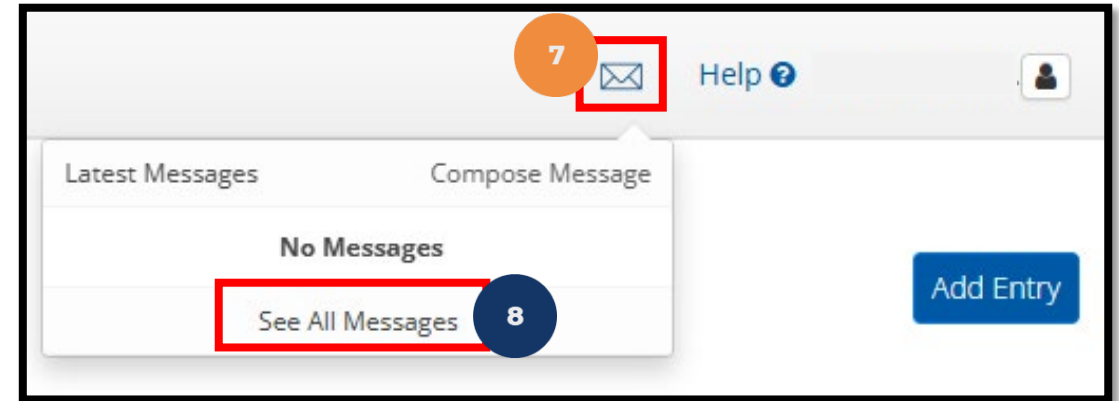 7
Help ?
Latest Messages Compose Message
No Messages
Add Entry
See All Messages 8